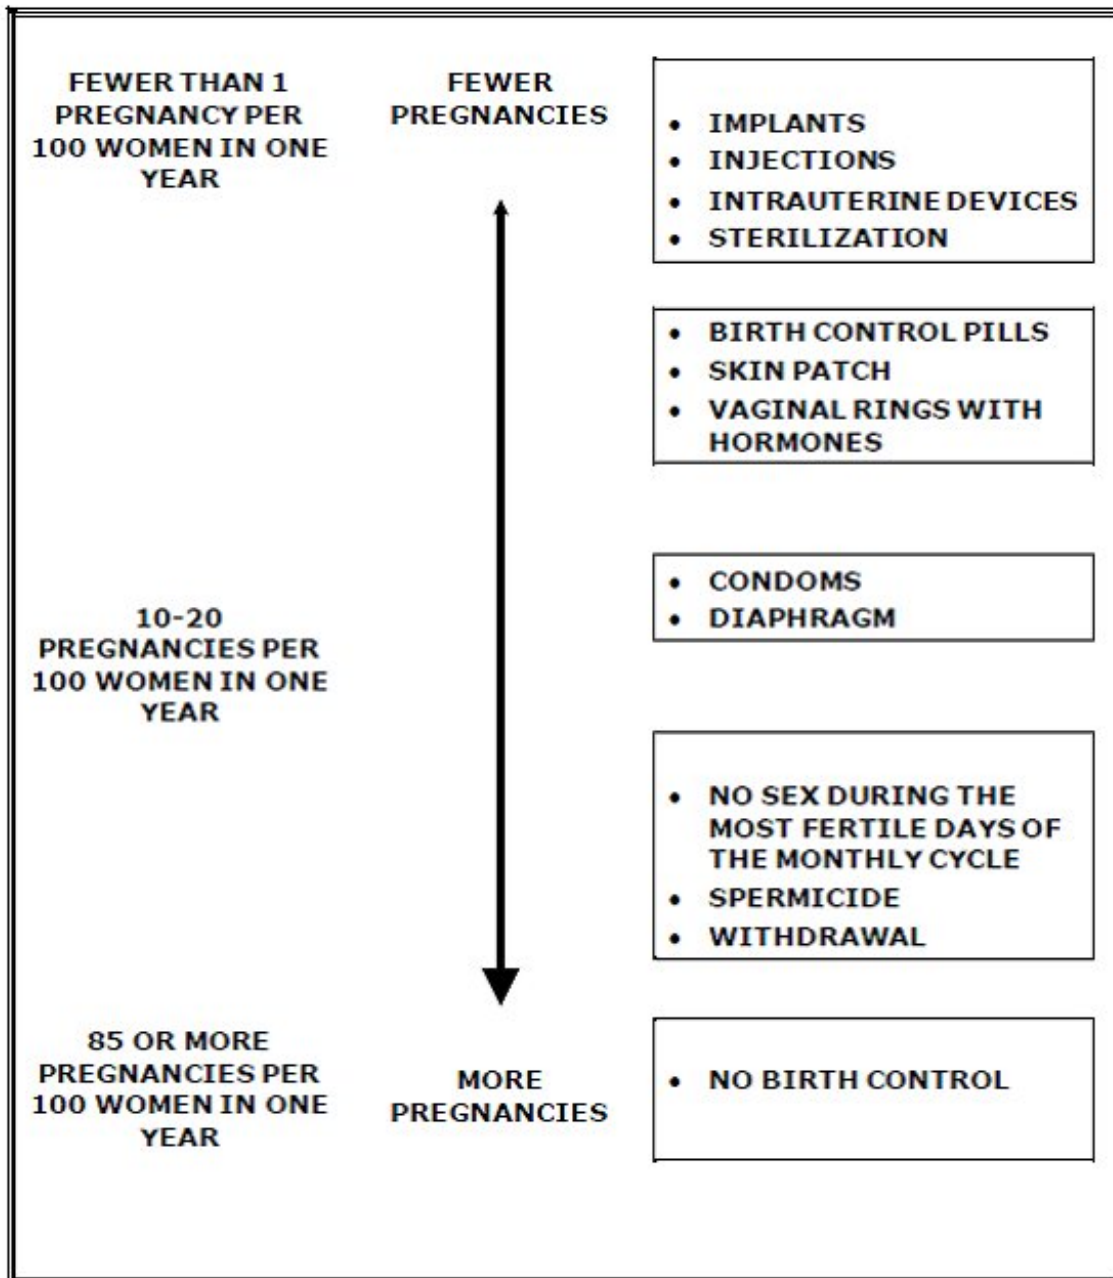 FEWER THAN 1
PREGNANCY PER
100 WOMEN IN ONE
YEAR
FEWER
PREGNANCIES
• IMPLANTS
• INJECTIONS
• INTRAUTERINE DEVICES
• STERILIZATION
• BIRTH CONTROL PILLS
• SKIN PATCH
• VAGINAL RINGS WITH
HORMONES
10-20
PREGNANCIES PER
100 WOMEN IN ONE
YEAR
• CONDOMS
• DIAPHRAGM
• NO SEX DURING THE
MOST FERTILE DAYS OF
THE MONTHLY CYCLE
• SPERMICIDE
• WITHDRAWAL
85 OR MORE
PREGNANCIES PER
100 WOMEN IN ONE
YEAR
MORE
PREGNANCIES
• NO BIRTH CONTROL